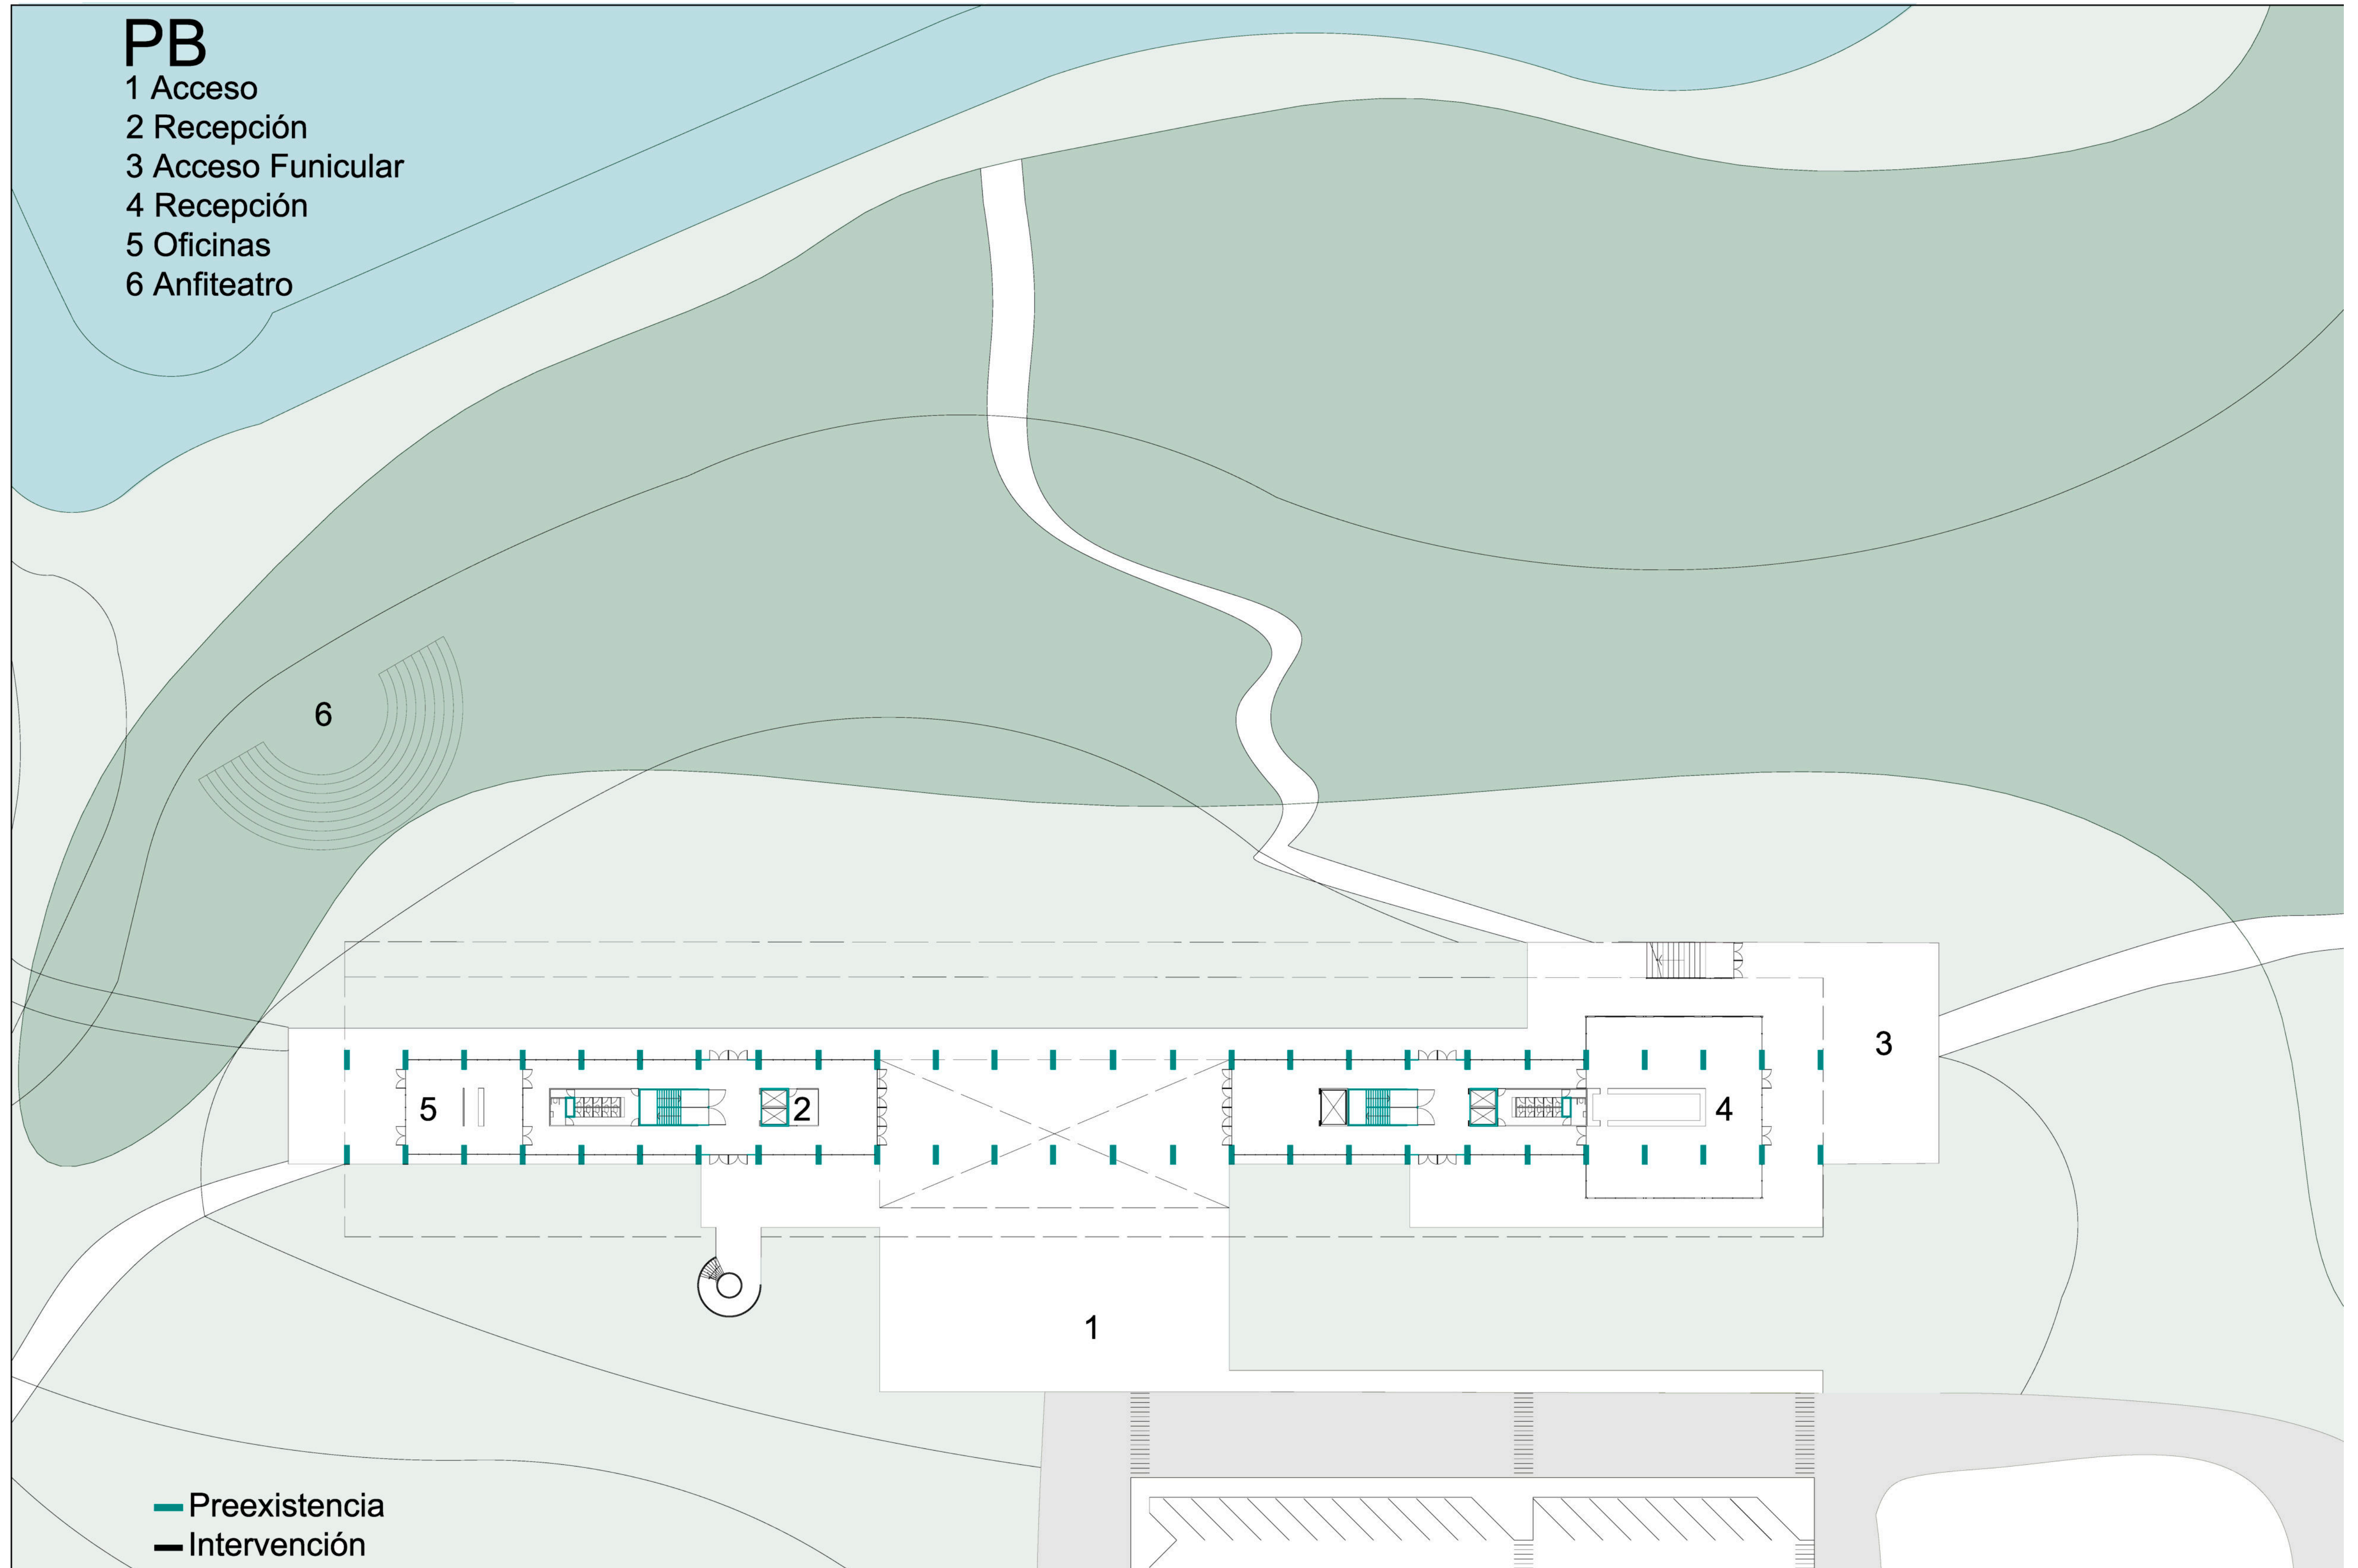 PB
1 Acceso
2 Recepción
3 Acceso Funicular
4 Recepción
5 Oficinas
6 Anfiteatro
6
3
5
2
4
1
Preexistencia
Intervención